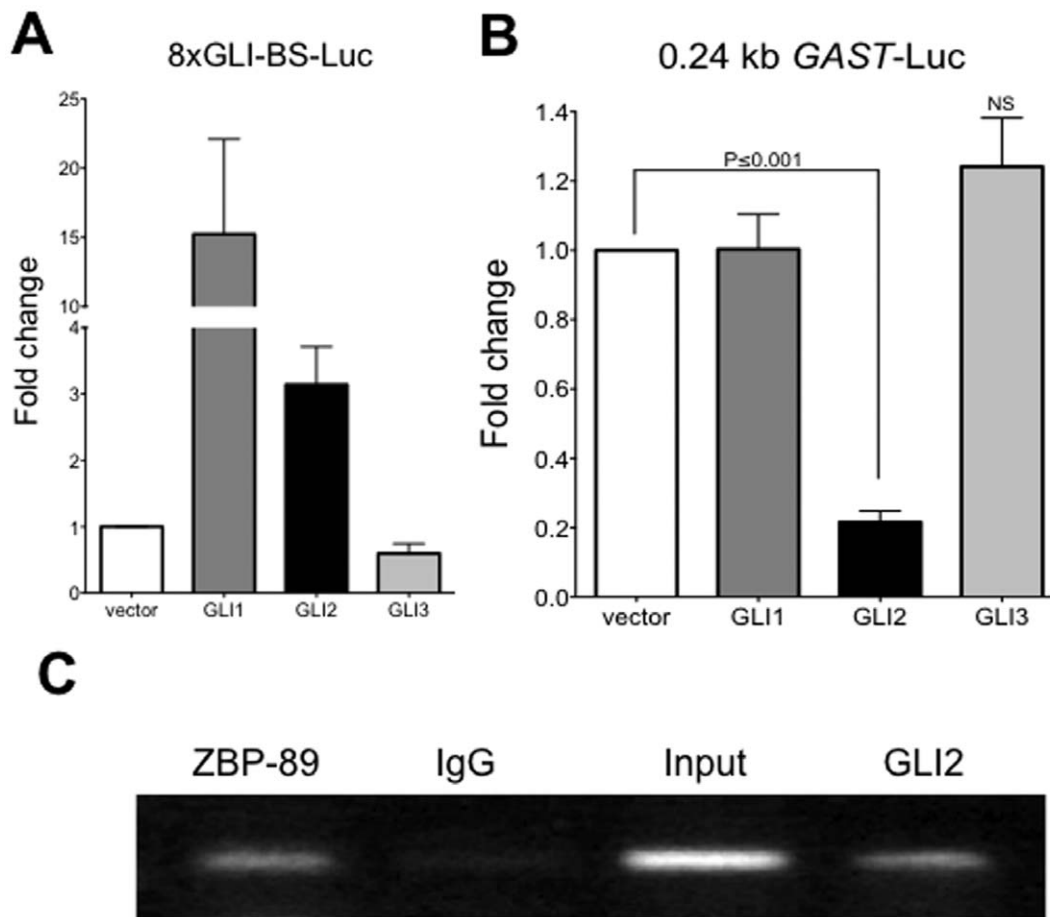 A
8xGLI-BS-Luc
Fold change
25
20
15
10
4
3
2
1
0
vector GLI1 GLI2 GLI3
B
0.24 kb GAST-Luc
Fold change
1.4
1.2
1.0
0.8
0.6
0.4
0.2
0.0
P≤0.001
NS
vector GLI1 GLI2 GLI3
C
ZBP-89 IgG Input GLI2